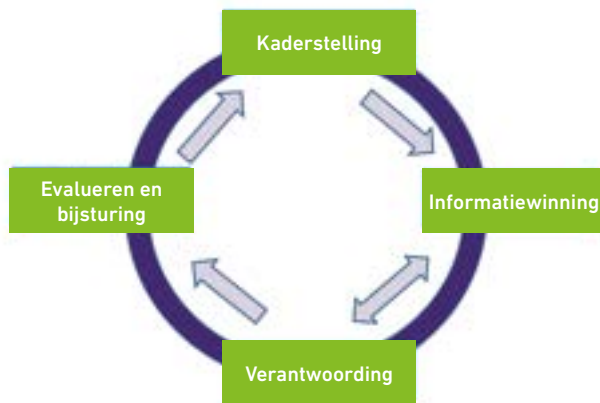 Kaderstelling
Evalueren en
bijsturing
Informatiewinning
Verantwoording